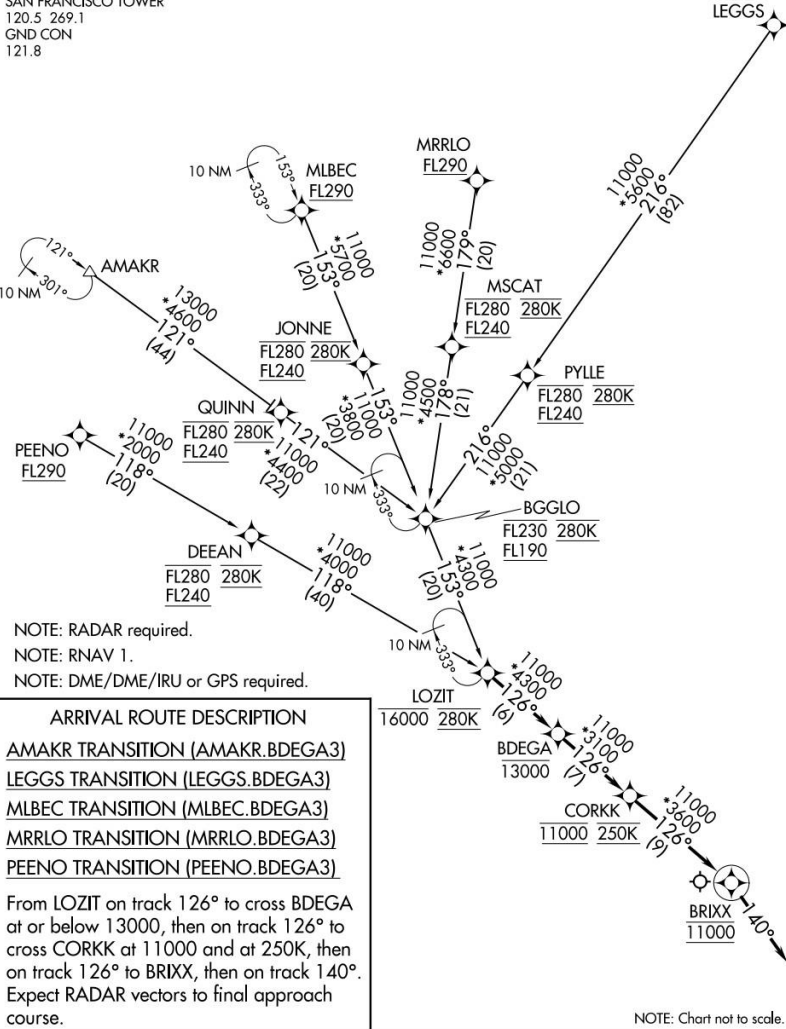 SAN FRANCISCO TOWER
120.5 269.1
GND CON
121.8
LEGGS
11000
*5600
216°
(82)
MRRLO
FL290
11000
*6600
179°
(20)
10 NM
153°
333°
MLBEC
FL290
11000
*5700
153°
(20)
121°
301°
10 NM
AMAKR
13000
*4600
121°
(44)
MSCAT
FL280 280K
FL240
11000
*4500
178°
(21)
JONNE
FL280 280K
FL240
153°
11000
*3800
(20)
PYLLE
FL280 280K
FL240
216°
11000
*5000
(21)
QUINN
FL280 280K
FL240
121°
11000
*4400
(22)
PEENO
FL290
11000
*2000
118°
(20)
10 NM
333°
BGGLO
FL230 280K
FL190
DEEAN
FL280 280K
FL240
11000
*4000
118°
(40)
11000
*4300
153°
(20)
NOTE: RADAR required.
NOTE: RNAV 1.
NOTE: DME/DME/IRU or GPS required.
10 NM
333°
LOZIT
16000 280K
11000
*4300
126°
(6)
BDEGA
13000
11000
*3100
126°
(7)
CORKK
11000 250K
11000
*3600
126°
(9)
BRIXX
11000
140°
ARRIVAL ROUTE DESCRIPTION
AMAKR TRANSITION (AMAKR.BDEGA3)
LEGGS TRANSITION (LEGGS.BDEGA3)
MLBEC TRANSITION (MLBEC.BDEGA3)
MRRLO TRANSITION (MRRLO.BDEGA3)
PEENO TRANSITION (PEENO.BDEGA3)
From LOZIT on track 126° to cross BDEGA
at or below 13000, then on track 126° to
cross CORKK at 11000 and at 250K, then
on track 126° to BRIXX, then on track 140°.
Expect RADAR vectors to final approach
course.
NOTE: Chart not to scale.